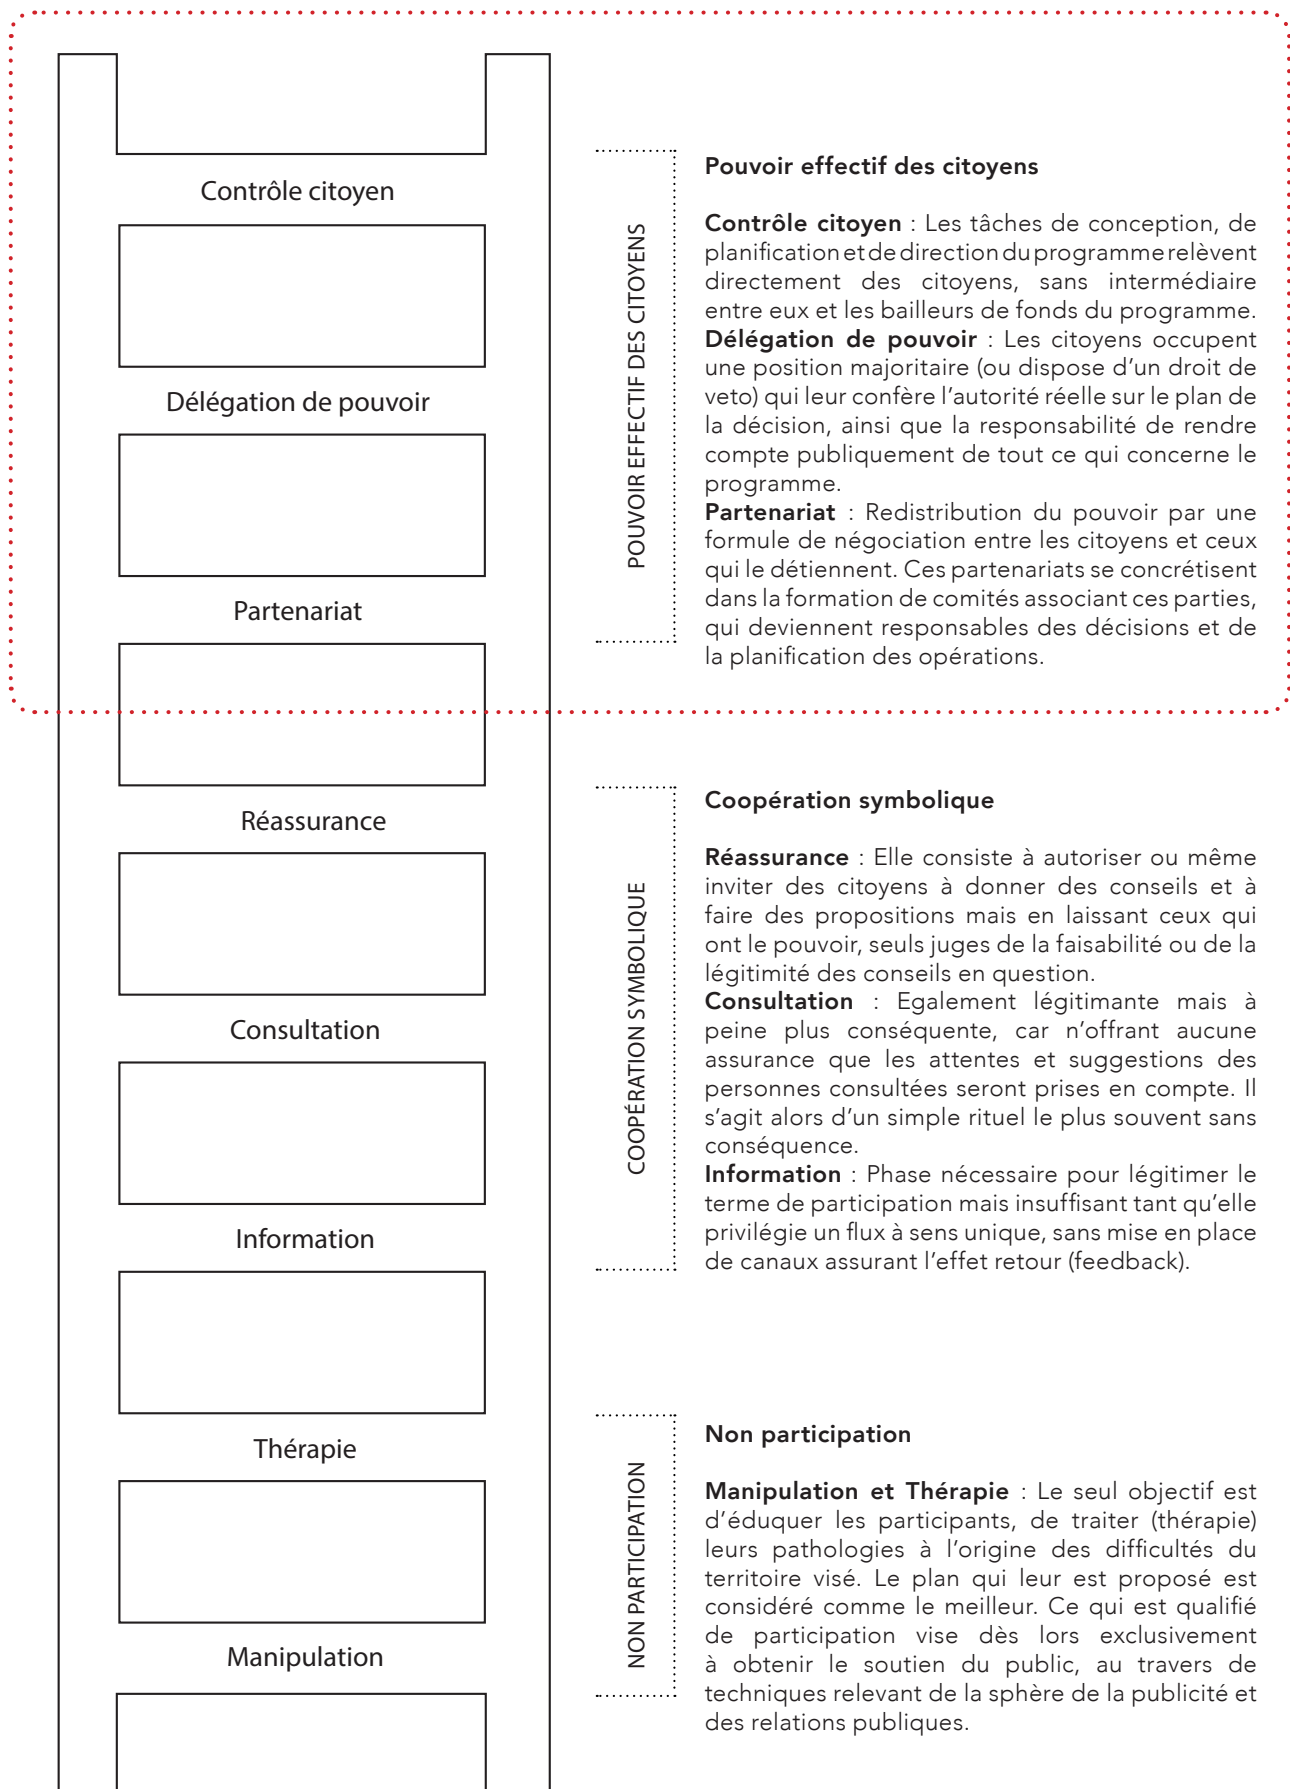 Contrôle citoyen
Délégation de pouvoir
Partenariat
Réassurance
Consultation
Information
Thérapie
Manipulation
POUVOIR EFFECTIF DES CITOYENS
Pouvoir effectif des citoyens
Contrôle citoyen : Les tâches de conception, de
planification et de direction du programme relèvent
directement des citoyens, sans intermédiaire
entre eux et les bailleurs de fonds du programme.
Délégation de pouvoir : Les citoyens occupent
une position majoritaire (ou dispose d'un droit de
veto) qui leur confère l'autorité réelle sur le plan de
la décision, ainsi que la responsabilité de rendre
compte publiquement de tout ce qui concerne le
programme.
Partenariat : Redistribution du pouvoir par une
formule de négociation entre les citoyens et ceux
qui le détiennent. Ces partenariats se concrétisent
dans la formation de comités associant ces parties,
qui deviennent responsables des décisions et de
la planification des opérations.
COOPÉRATION SYMBOLIQUE
Coopération symbolique
Réassurance : Elle consiste à autoriser ou même
inviter des citoyens à donner des conseils et à
faire des propositions mais en laissant ceux qui
ont le pouvoir, seuls juges de la faisabilité ou de la
légitimité des conseils en question.
Consultation : Egalement légitimante mais à
peine plus conséquente, car n'offrant aucune
assurance que les attentes et suggestions des
personnes consultées seront prises en compte. Il
s'agit alors d'un simple rituel le plus souvent sans
conséquence.
Information : Phase nécessaire pour légitimer le
terme de participation mais insuffisant tant qu'elle
privilégie un flux à sens unique, sans mise en place
de canaux assurant l'effet retour (feedback).
NON PARTICIPATION
Non participation
Manipulation et Thérapie : Le seul objectif est
d'éduquer les participants, de traiter (thérapie)
leurs pathologies à l'origine des difficultés du
territoire visé. Le plan qui leur est proposé est
considéré comme le meilleur. Ce qui est qualifié
de participation vise dès lors exclusivement
à obtenir le soutien du public, au travers de
techniques relevant de la sphère de la publicité et
des relations publiques.